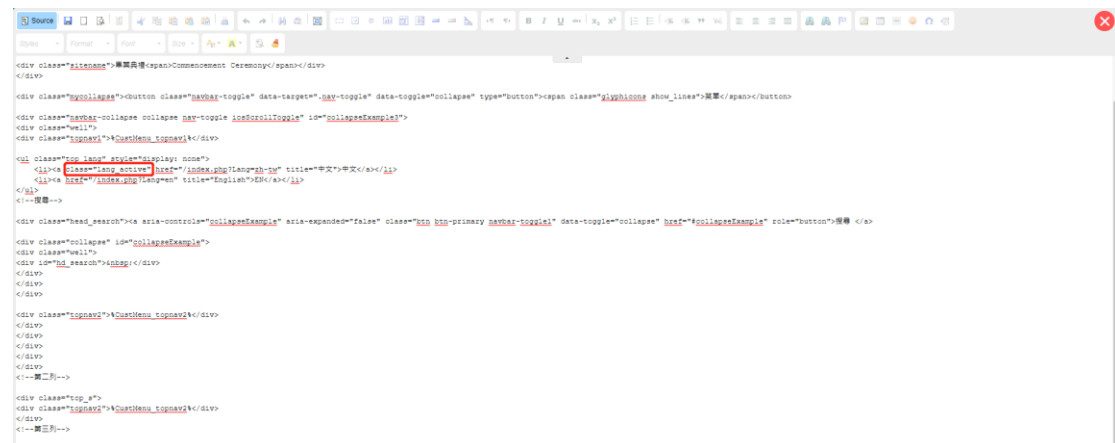 Source
B I U x₂ x²
Styles Format Font Size
<div class="sitename">畢業典禮<span>Commencement Ceremony</span></div>
</div>
<div class="mycollapse"><button class="navbar-toggle" data-target=".nav-toggle" data-toggle="collapse" type="button"><span class="glyphicons show_lines">選單</span></button>
<div class="navbar-collapse collapse nav-toggle iosScrollToggle" id="collapseExample3">
<div class="well">
<div class="topnav1">%CustMenu_topnav1%</div>
<ul class="top_lang" style="display: none">
<li><a class="lang_active" href="/index.php?Lang=zh-tw" title="中文">中文</a></li>
<li><a href="/index.php?Lang=en" title="English">EN</a></li>
</ul>
<!--搜尋-->
<div class="head_search"><a aria-controls="collapseExample" aria-expanded="false" class="btn btn-primary navbar-toggle1" data-toggle="collapse" href="#collapseExample" role="button">搜尋 </a>
<div class="collapse" id="collapseExample">
<div class="well">
<div id="hd_search">&nbsp;</div>
</div>
</div>
</div>
<div class="topnav2">%CustMenu_topnav2%</div>
</div>
</div>
</div>
</div>
</div>
<!--第二列-->
<div class="top_s">
<div class="topnav2">%CustMenu_topnav2%</div>
</div>
<!--第三列-->